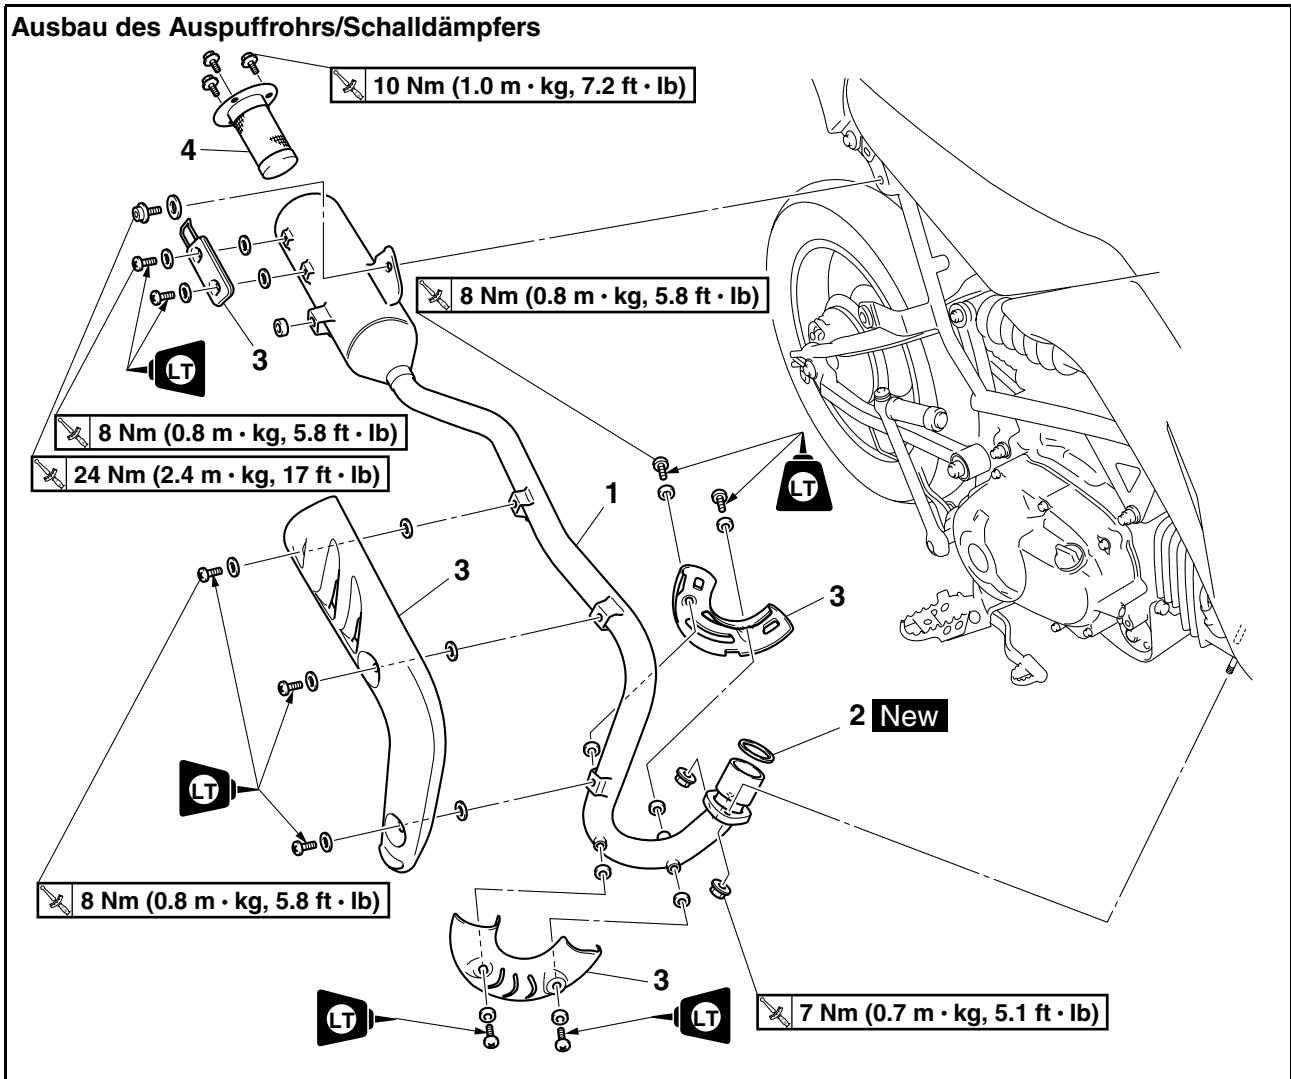 Ausbau des Auspuffrohrs/Schalldämpfers
10 Nm (1.0 m · kg, 7.2 ft · lb)
4
8 Nm (0.8 m · kg, 5.8 ft · lb)
3
LT
8 Nm (0.8 m · kg, 5.8 ft · lb)
24 Nm (2.4 m · kg, 17 ft · lb)
LT
1
3
3
2 New
LT
8 Nm (0.8 m · kg, 5.8 ft · lb)
3
7 Nm (0.7 m · kg, 5.1 ft · lb)
LT
LT